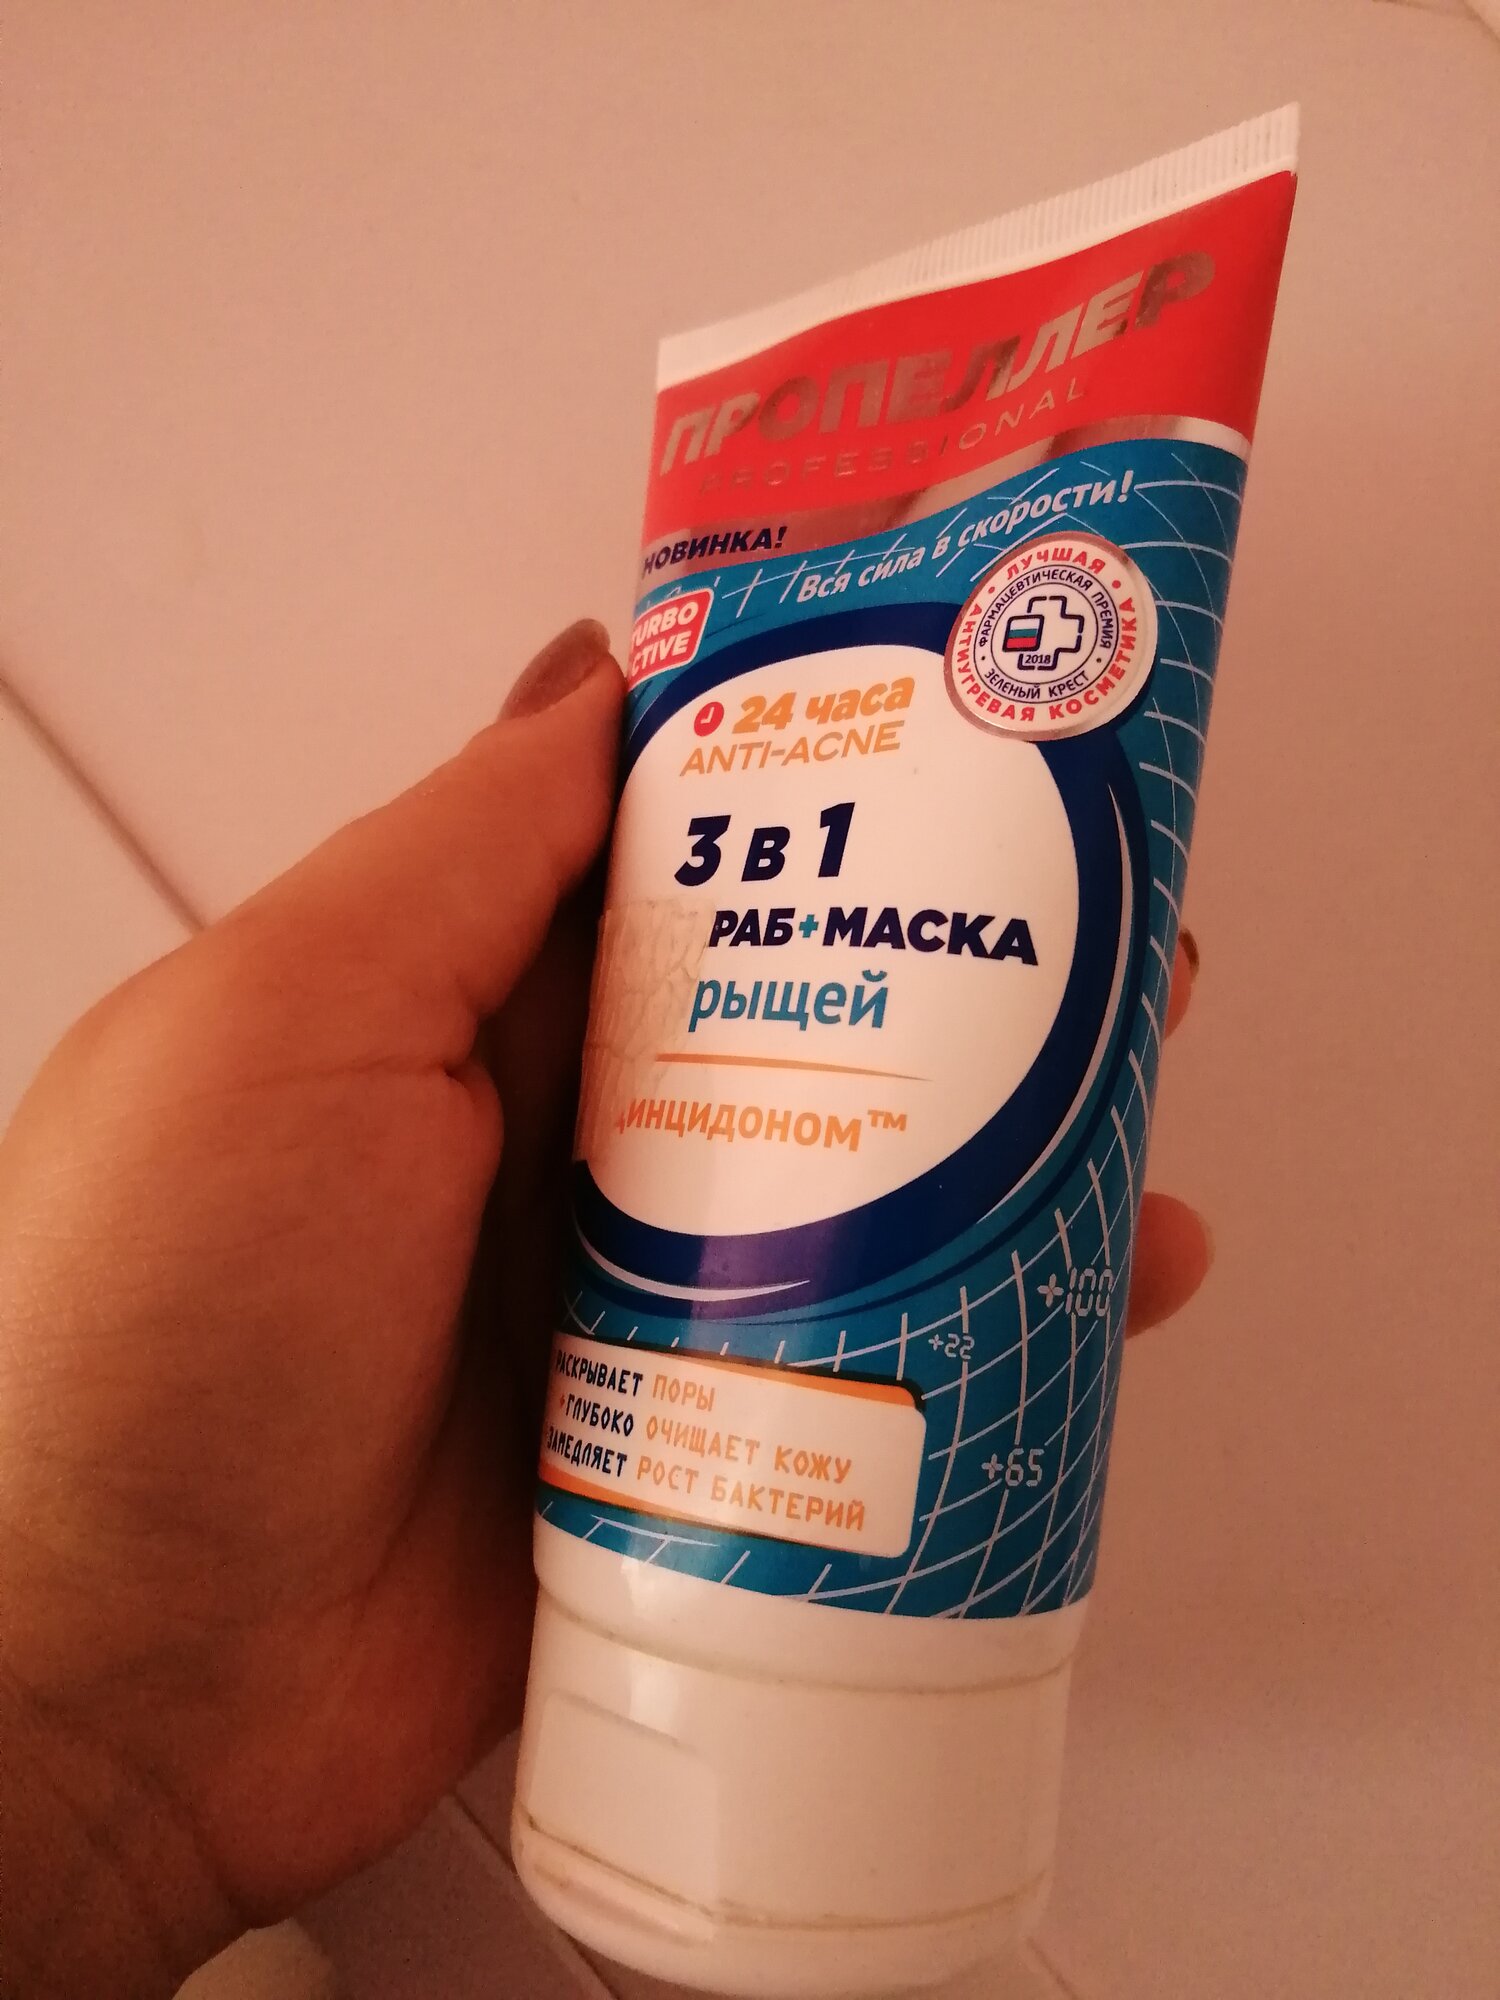 ПРОПЕЛЛЕР
PROFESSIONAL
НОВИНКА!
Вся сила в скорости!
TURBO
ACTIVE
ЛУЧШАЯ
АНТИУГРЕВАЯ КОСМЕТИКА
ФАРМАЦЕВТИЧЕСКАЯ ПРЕМИЯ
ЗЕЛЕНЫЙ КРЕСТ
2018
24 часа
ANTI-ACNE
3 в 1
РАБ+МАСКА
рыщей
цинцидоном™
+100
+22
+65
РАСКРЫВАЕТ ПОРЫ
+ГЛУБОКО ОЧИЩАЕТ КОЖУ
+ЗАМЕДЛЯЕТ РОСТ БАКТЕРИЙ